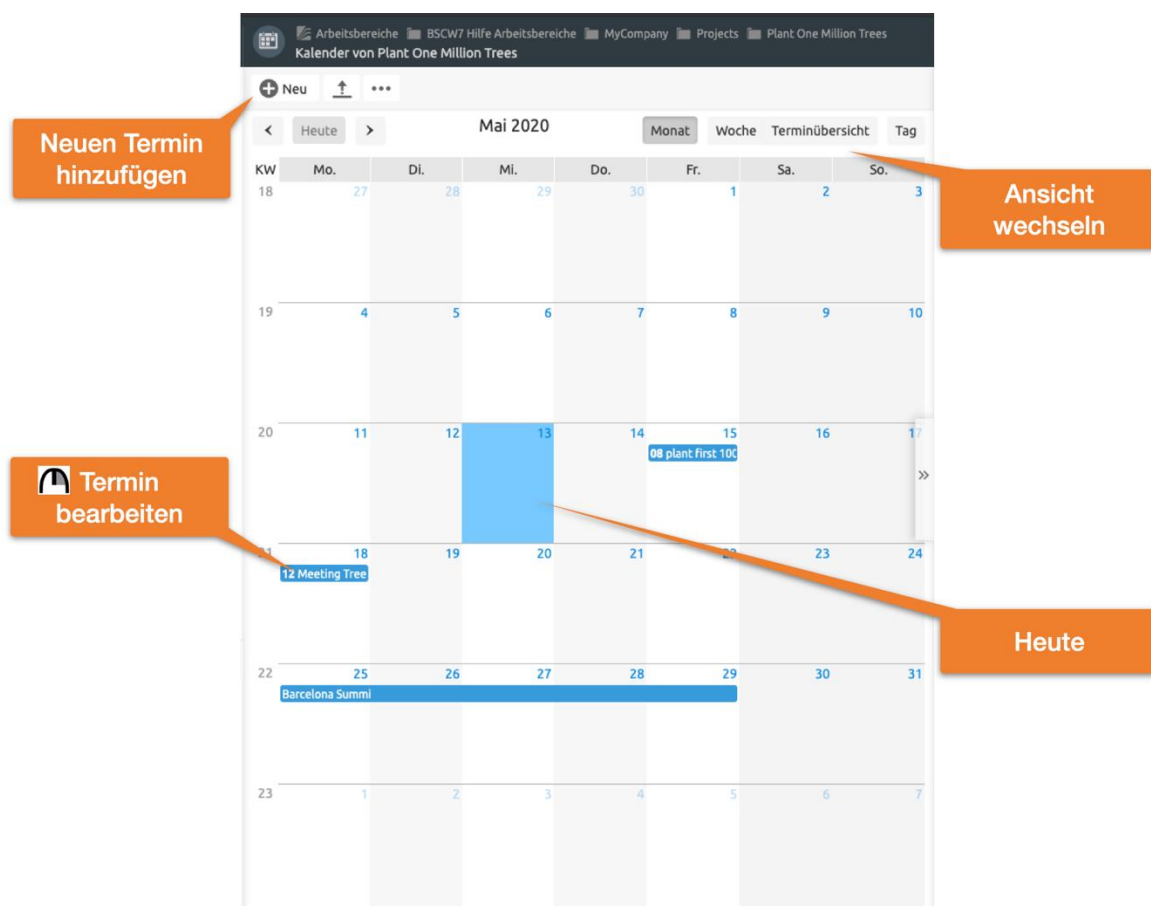 Arbeitsbereiche BSCW7 Hilfe Arbeitsbereiche MyCompany Projects Plant One Million Trees
Kalender von Plant One Million Trees
Neu
Neuen Termin
hinzufügen
Heute
Mai 2020
Monat Woche Terminübersicht Tag
Ansicht
wechseln
KW Mo. Di. Mi. Do. Fr. Sa. So.
18 27 28 29 30 1 2 3
19 4 5 6 7 8 9 10
20 11 12 13 14 15 16 17
08 plant first 100
Termin
bearbeiten
21 18 19 20 21 22 23 24
12 Meeting Tree
Heute
22 25 26 27 28 29 30 31
Barcelona Summi
23 1 2 3 4 5 6 7